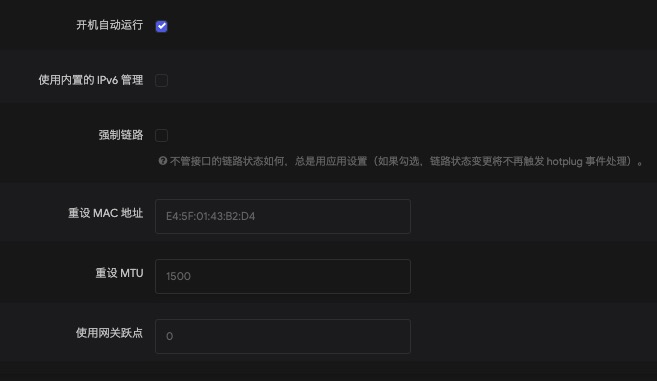 开机自动运行
使用内置的 IPv6 管理
强制链路
不管接口的链路状态如何，总是用应用设置（如果勾选，链路状态变更将不再触发 hotplug 事件处理）。
重设 MAC 地址
E4:5F:01:43:B2:D4
重设 MTU
1500
使用网关跃点
0